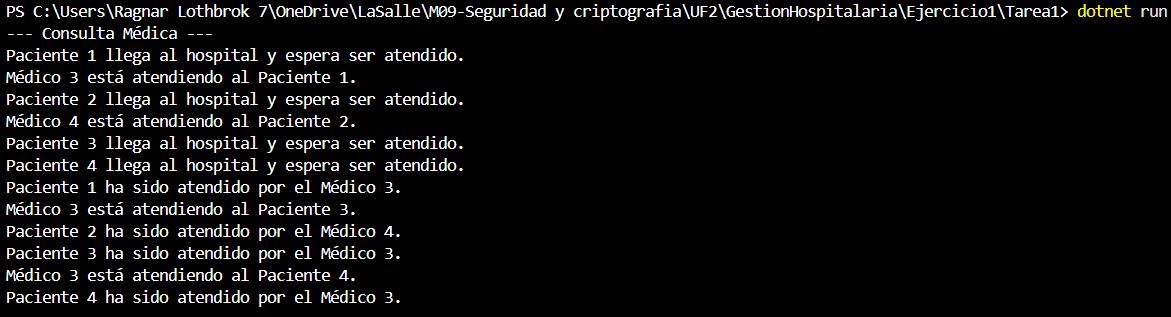 PS C:\Users\Ragnar Lothbrok 7\OneDrive\LaSalle\M09-Seguridad y criptografia\UF2\GestionHospitalaria\Ejercicio1\Tarea1> dotnet run
--- Consulta Médica ---
Paciente 1 llega al hospital y espera ser atendido.
Médico 3 está atendiendo al Paciente 1.
Paciente 2 llega al hospital y espera ser atendido.
Médico 4 está atendiendo al Paciente 2.
Paciente 3 llega al hospital y espera ser atendido.
Paciente 4 llega al hospital y espera ser atendido.
Paciente 1 ha sido atendido por el Médico 3.
Médico 3 está atendiendo al Paciente 3.
Paciente 2 ha sido atendido por el Médico 4.
Paciente 3 ha sido atendido por el Médico 3.
Médico 3 está atendiendo al Paciente 4.
Paciente 4 ha sido atendido por el Médico 3.